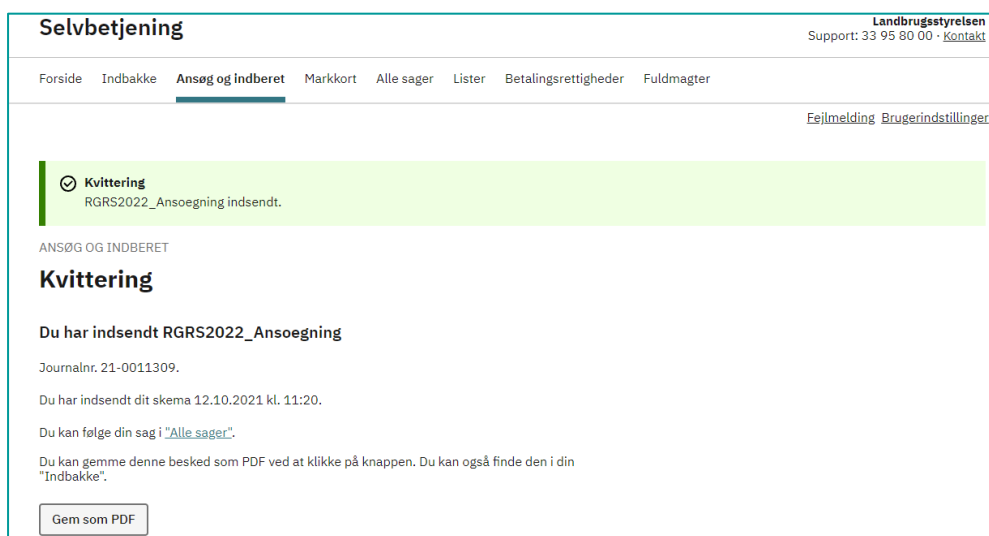 Selvbetjening
Landbrugsstyrelsen
Support: 33 95 80 00 · Kontakt
Forside Indbakke Ansøg og indberet Markkort Alle sager Lister Betalingsrettigheder Fuldmagter
Fejlmelding Brugerindstillinger
Kvittering
RGRS2022_Ansoegning indsendt.
ANSØG OG INDBERET
Kvittering
Du har indsendt RGRS2022_Ansoegning
Journalnr. 21-0011309.
Du har indsendt dit skema 12.10.2021 kl. 11:20.
Du kan følge din sag i "Alle sager".
Du kan gemme denne besked som PDF ved at klikke på knappen. Du kan også finde den i din
"Indbakke".
Gem som PDF